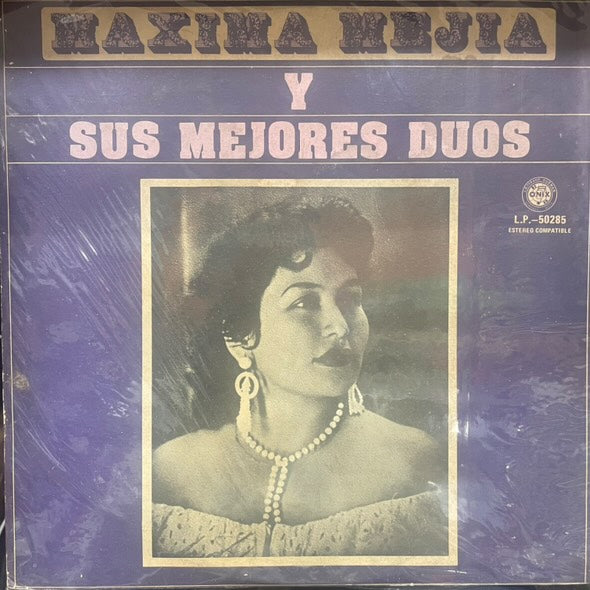 MAXIMA MEJIA
Y
SUS MEJORES DUOS
ONIX
L.P.-50285
ESTEREO COMPATIBLE